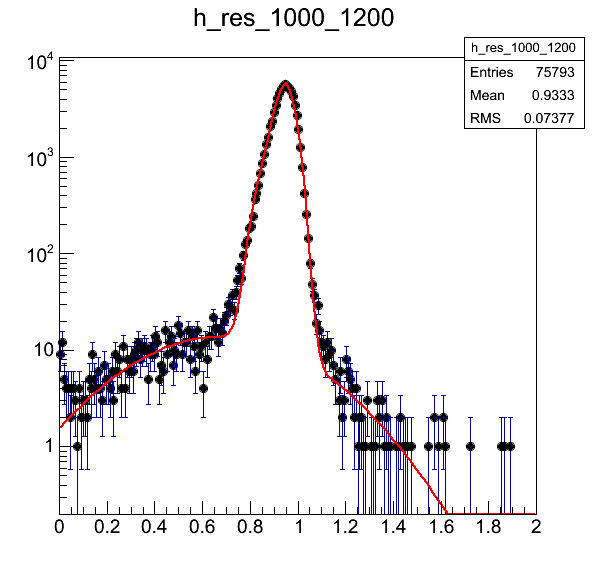 h_res_1000_1200
h_res_1000_1200
Entries 75793
Mean 0.9333
RMS 0.07377
10^4
10^3
10^2
10
1
0 0.2 0.4 0.6 0.8 1 1.2 1.4 1.6 1.8 2